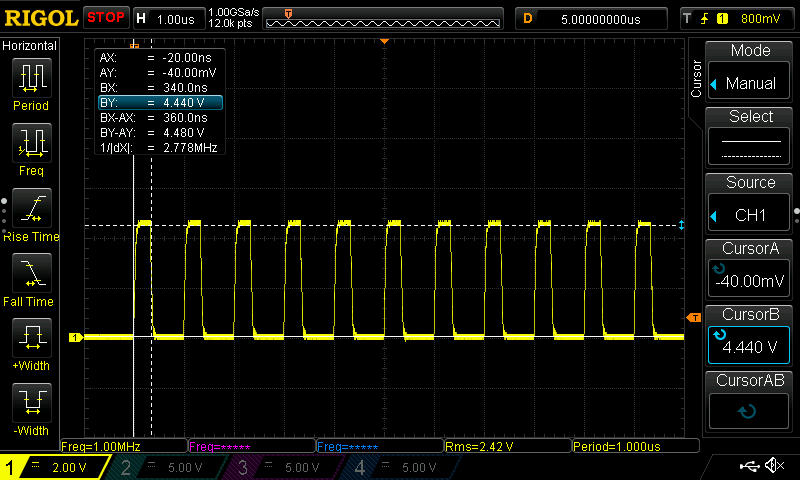 RIGOL STOP H 1.00us 1.00GSa/s 12.0k pts T D 5.00000000us T 1 800mV
Horizontal
Period
Freq
Rise Time
Fall Time
+Width
-Width
AX: = -20.00ns
AY: = -40.00mV
BX: = 340.0ns
BY: = 4.440 V
BX-AX: = 360.0ns
BY-AY: = 4.480 V
1/|dX|: = 2.778MHz
1
T
Cursor
Mode
Manual
Select
Source
CH1
CursorA
-40.00mV
CursorB
4.440 V
CursorAB
Freq=1.00MHz Freq=***** Freq=***** Rms=2.42 V Period=1.000us
1 = 2.00 V 2 = 5.00 V 3 = 5.00 V 4 = 5.00 V